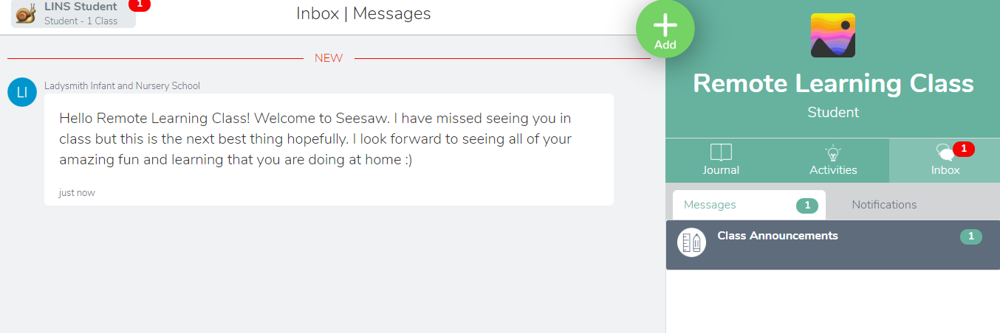 LINS Student
1
Student - 1 Class
Inbox | Messages
Add
NEW
LI
Ladysmith Infant and Nursery School
Hello Remote Learning Class! Welcome to Seesaw. I have missed seeing you in
class but this is the next best thing hopefully. I look forward to seeing all of your
amazing fun and learning that you are doing at home :)
just now
Remote Learning Class
Student
Journal
Activities
1
Inbox
Messages
1
Notifications
Class Announcements
1